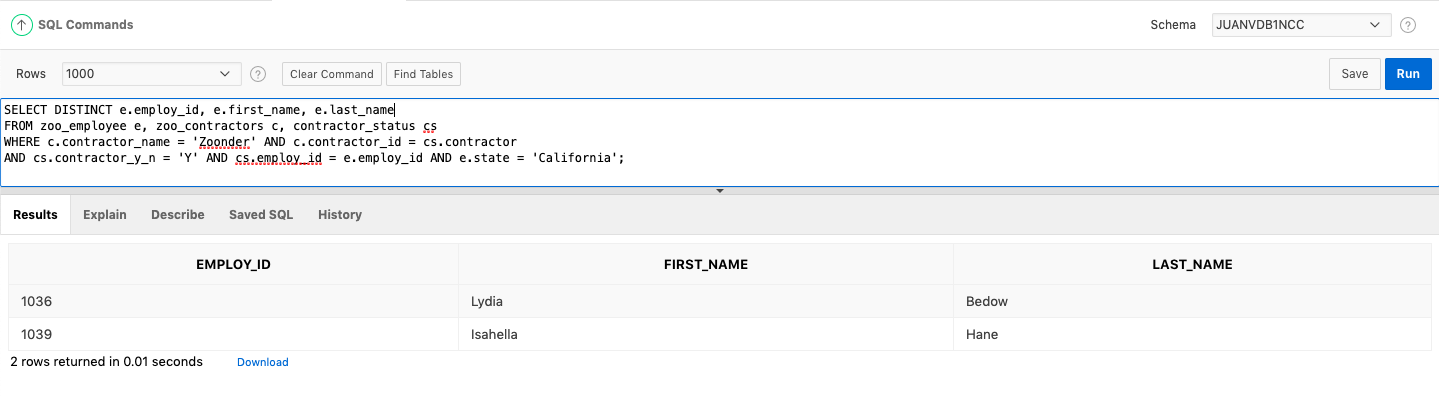 SQL Commands
Schema
JUANVDB1NCC
?
Rows
1000
?
Clear Command
Find Tables
Save
Run
SELECT DISTINCT e.employ_id, e.first_name, e.last_name
FROM zoo_employee e, zoo_contractors c, contractor_status cs
WHERE c.contractor_name = 'Zoonder' AND c.contractor_id = cs.contractor
AND cs.contractor_y_n = 'Y' AND cs.employ_id = e.employ_id AND e.state = 'California';
Results
Explain
Describe
Saved SQL
History
EMPLOY_ID FIRST_NAME LAST_NAME
1036 Lydia Bedow
1039 Isahella Hane
2 rows returned in 0.01 seconds
Download